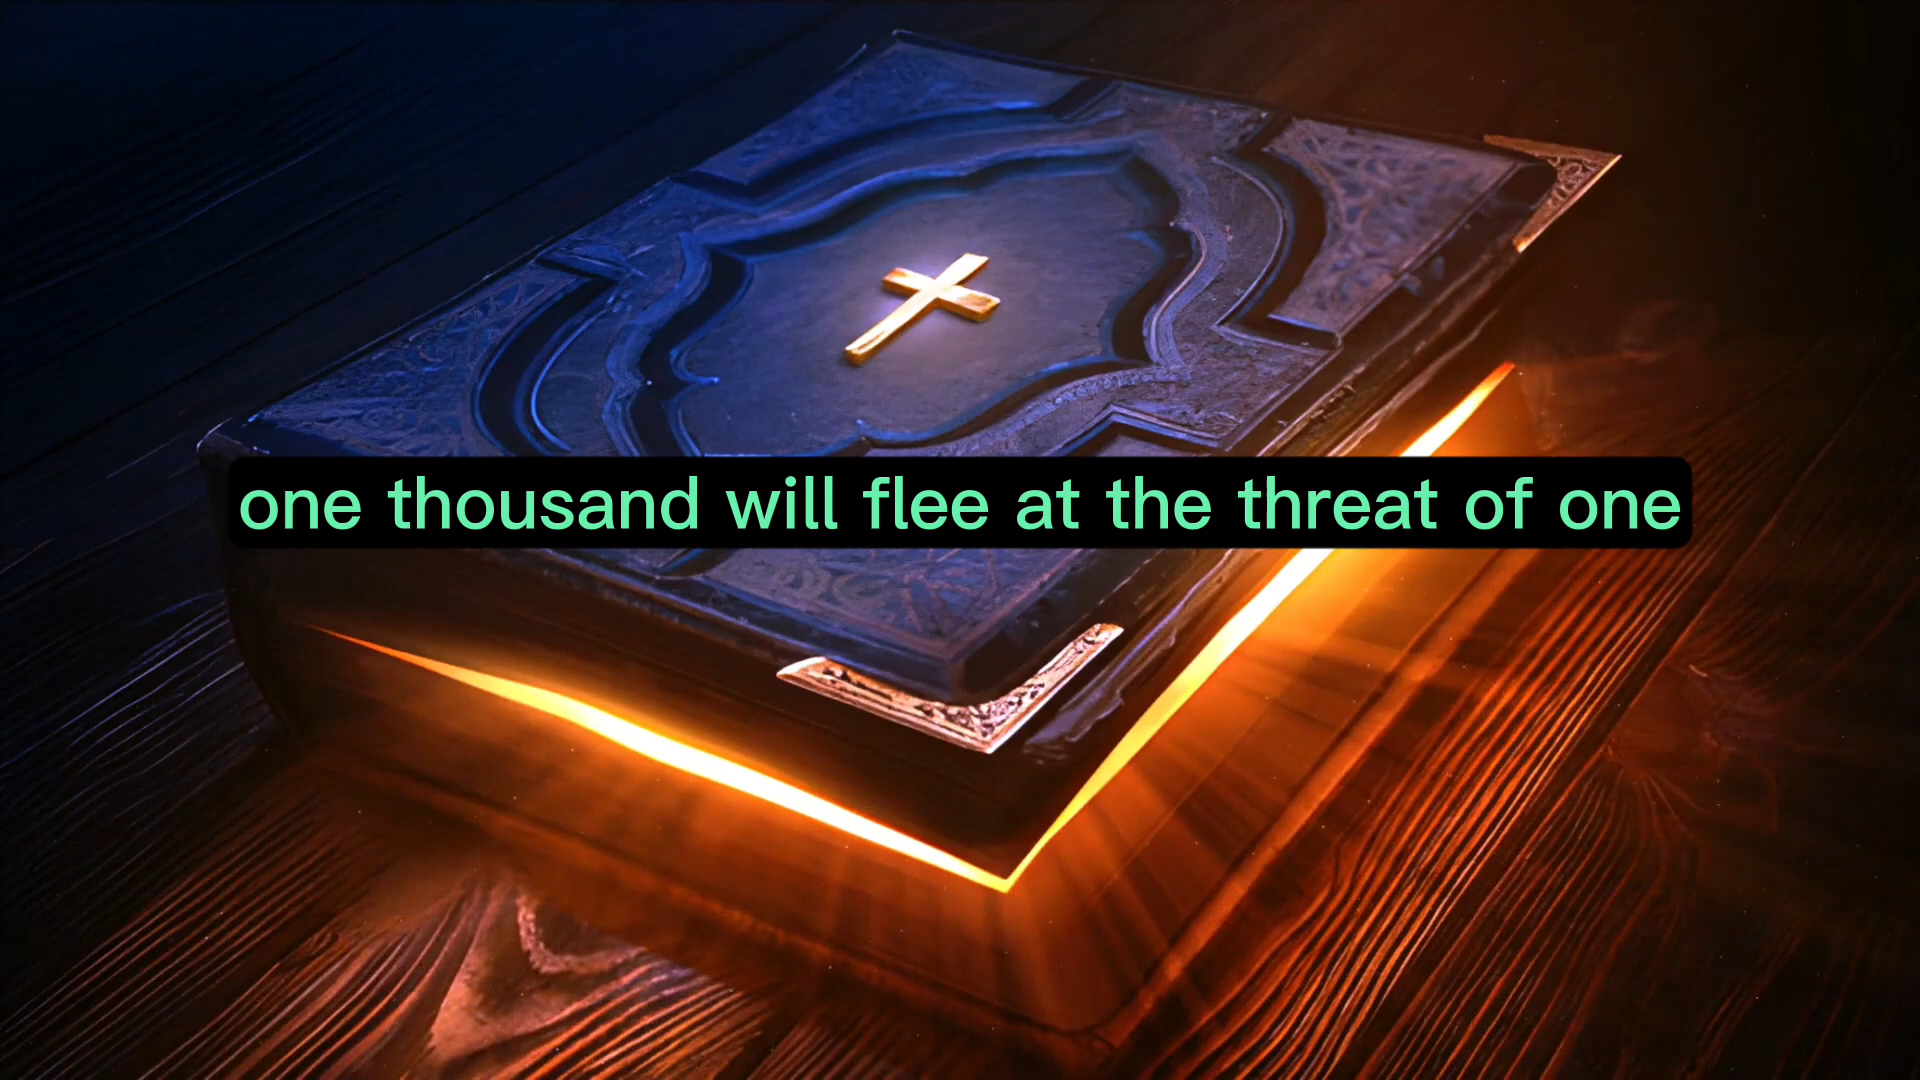 one thousand will flee at the threat of one